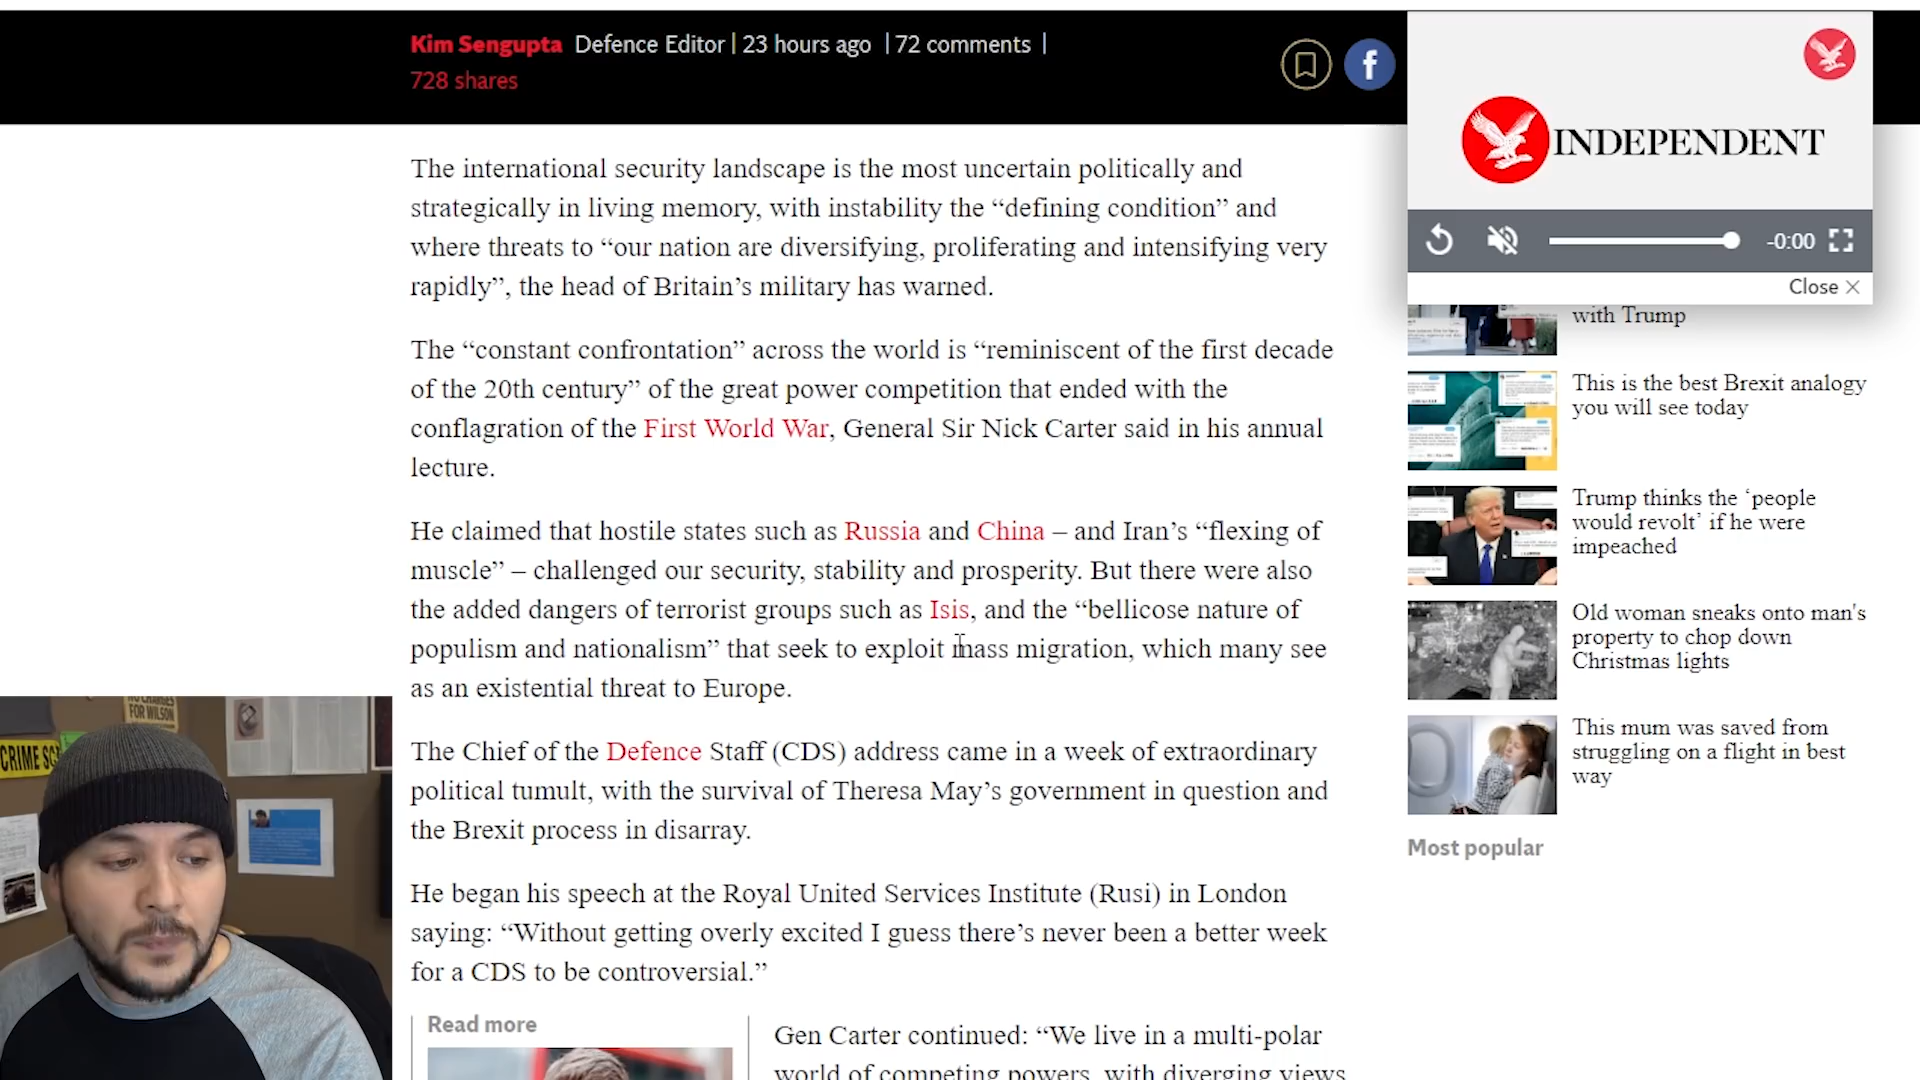 Kim Sengupta Defence Editor | 23 hours ago | 72 comments |
728 shares
The international security landscape is the most uncertain politically and
strategically in living memory, with instability the “defining condition” and
where threats to “our nation are diversifying, proliferating and intensifying very
rapidly”, the head of Britain’s military has warned.
The “constant confrontation” across the world is “reminiscent of the first decade
of the 20th century” of the great power competition that ended with the
conflagration of the First World War, General Sir Nick Carter said in his annual
lecture.
He claimed that hostile states such as Russia and China – and Iran’s “flexing of
muscle” – challenged our security, stability and prosperity. But there were also
the added dangers of terrorist groups such as Isis, and the “bellicose nature of
populism and nationalism” that seek to exploit mass migration, which many see
as an existential threat to Europe.
The Chief of the Defence Staff (CDS) address came in a week of extraordinary
political tumult, with the survival of Theresa May’s government in question and
the Brexit process in disarray.
He began his speech at the Royal United Services Institute (Rusi) in London
saying: “Without getting overly excited I guess there’s never been a better week
for a CDS to be controversial.”
Read more
Gen Carter continued: “We live in a multi-polar
world of competing powers, with diverging views
INDEPENDENT
-0:00
Close
with Trump
This is the best Brexit analogy
you will see today
Trump thinks the ‘people
would revolt’ if he were
impeached
Old woman sneaks onto man's
property to chop down
Christmas lights
This mum was saved from
struggling on a flight in best
way
Most popular
NO CHARGES
FOR WILSON
CRIME SC